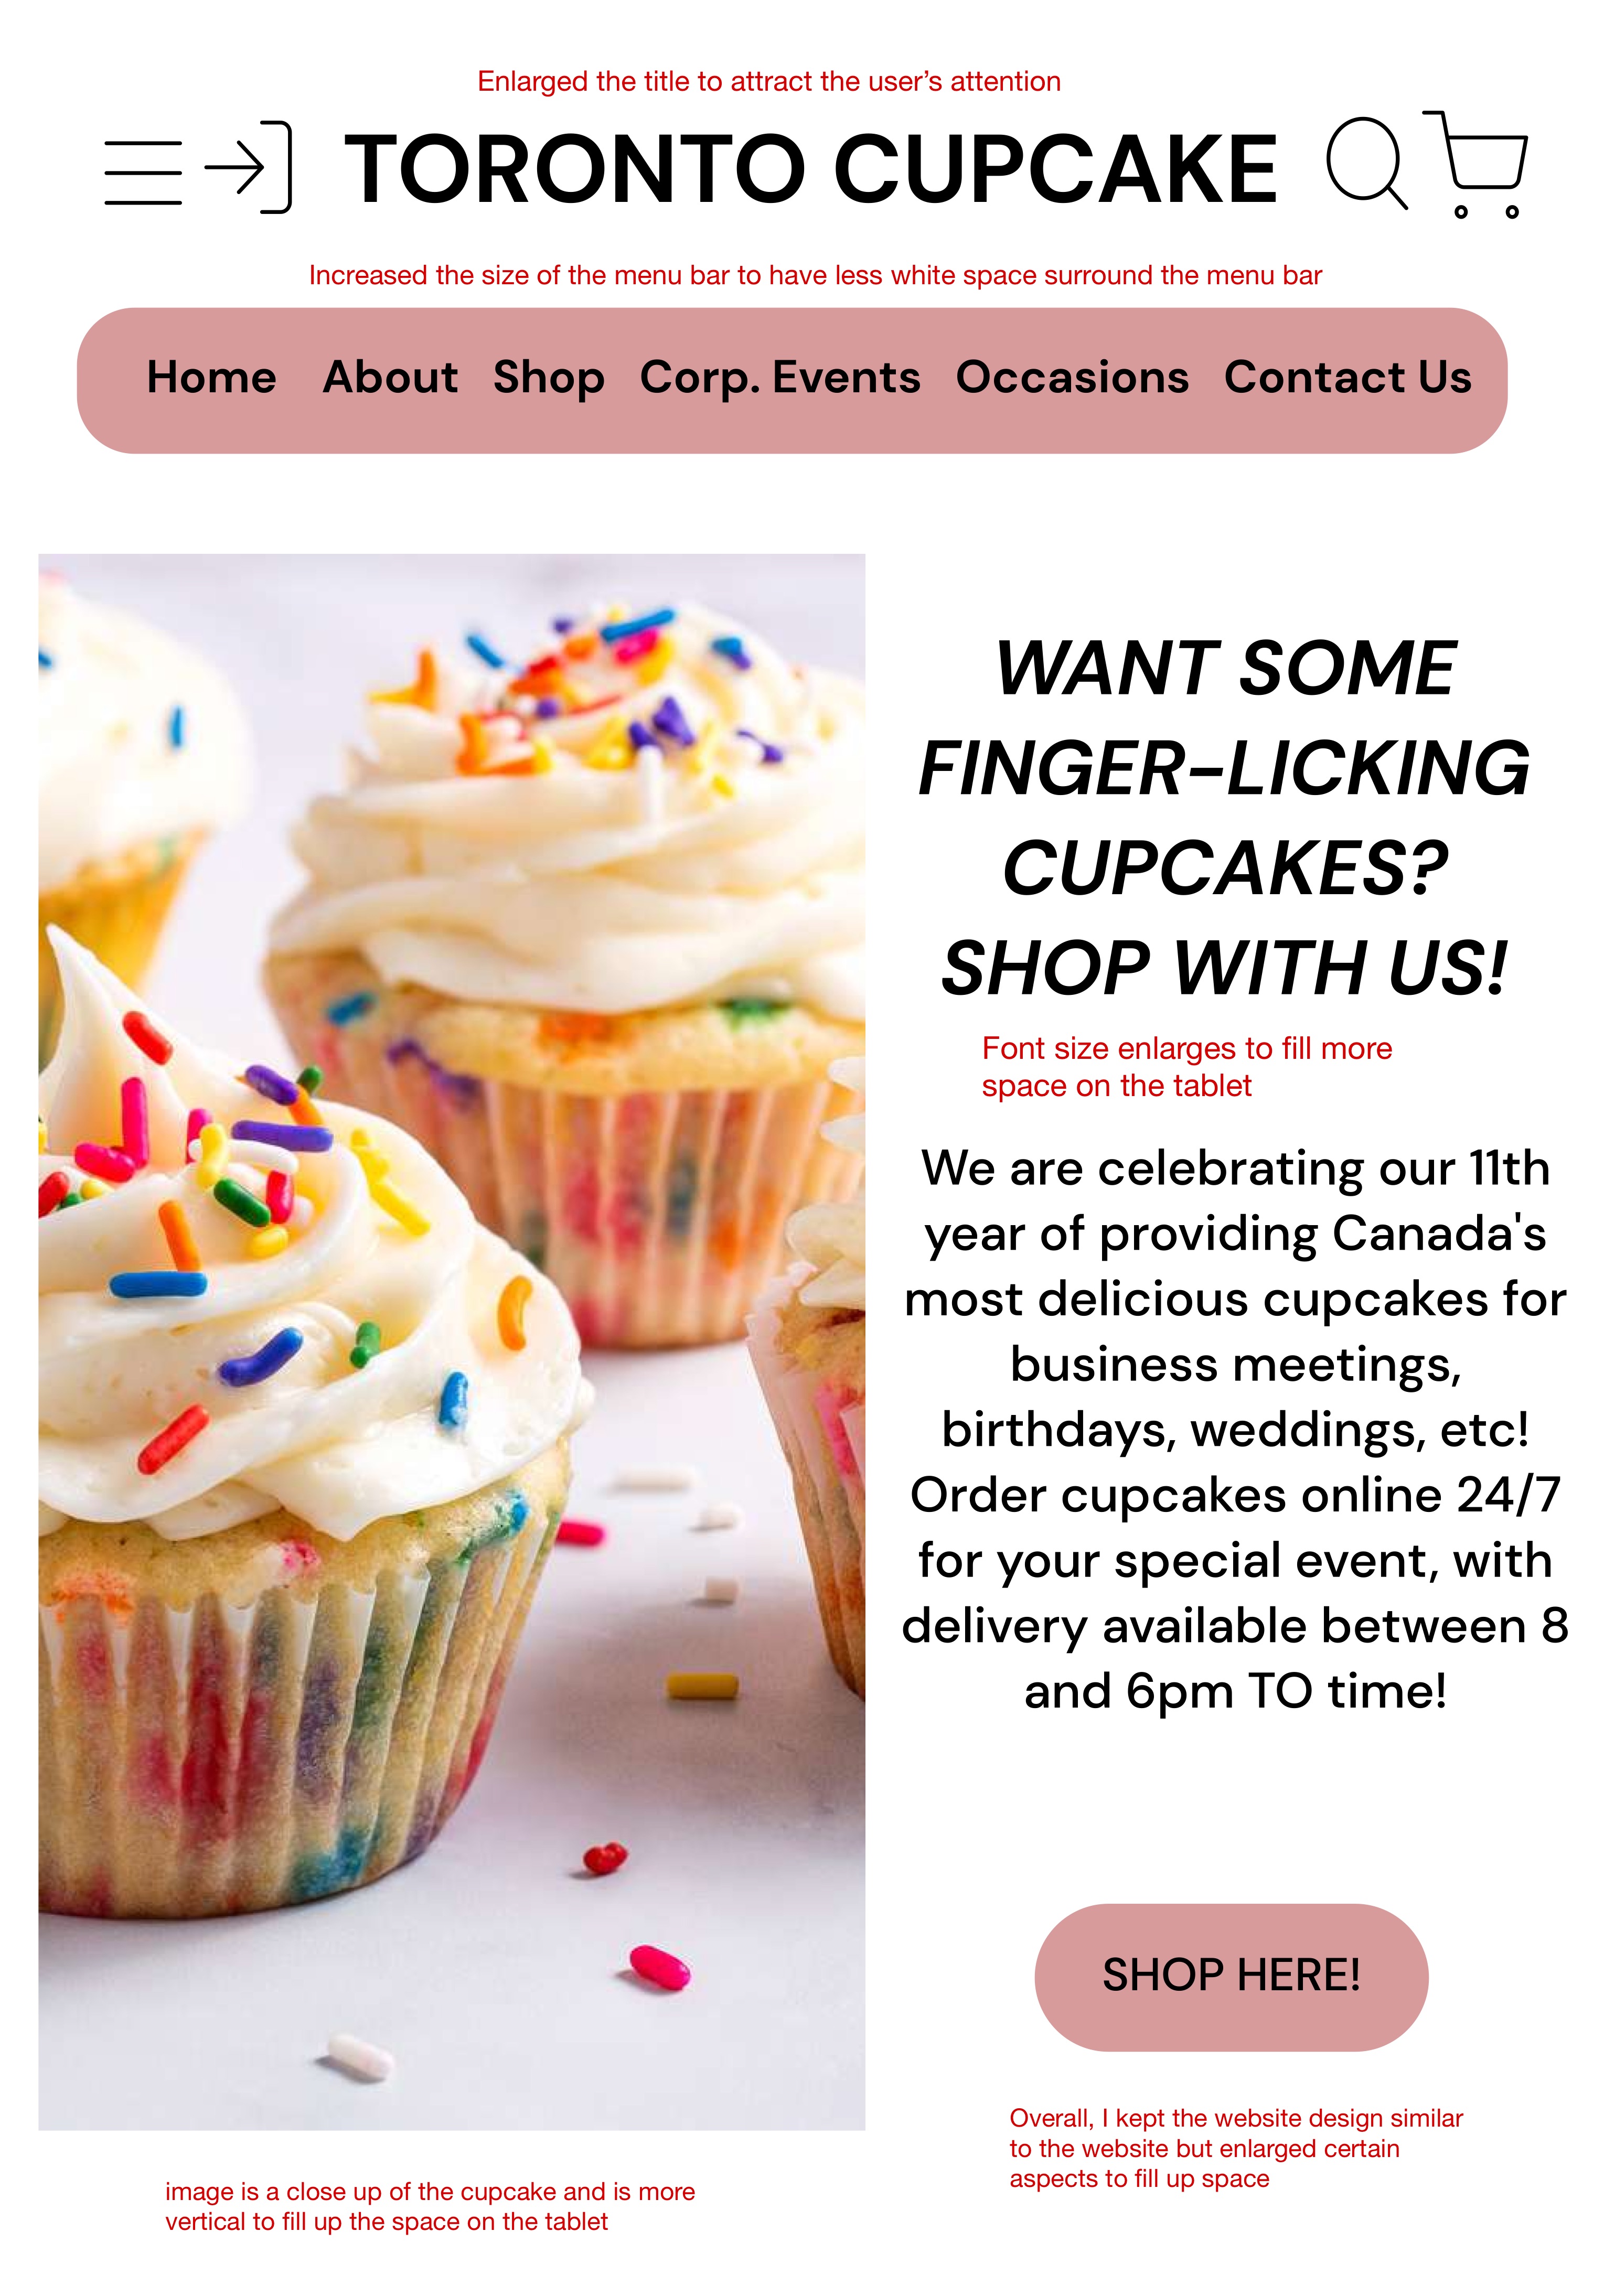 Enlarged the title to attract the user’s attention
TORONTO CUPCAKE
Increased the size of the menu bar to have less white space surround the menu bar
Home About Shop Corp. Events Occasions Contact Us
WANT SOME
FINGER-LICKING
CUPCAKES?
SHOP WITH US!
Font size enlarges to fill more
space on the tablet
We are celebrating our 11th
year of providing Canada's
most delicious cupcakes for
business meetings,
birthdays, weddings, etc!
Order cupcakes online 24/7
for your special event, with
delivery available between 8
and 6pm TO time!
SHOP HERE!
Overall, I kept the website design similar
to the website but enlarged certain
aspects to fill up space
image is a close up of the cupcake and is more
vertical to fill up the space on the tablet